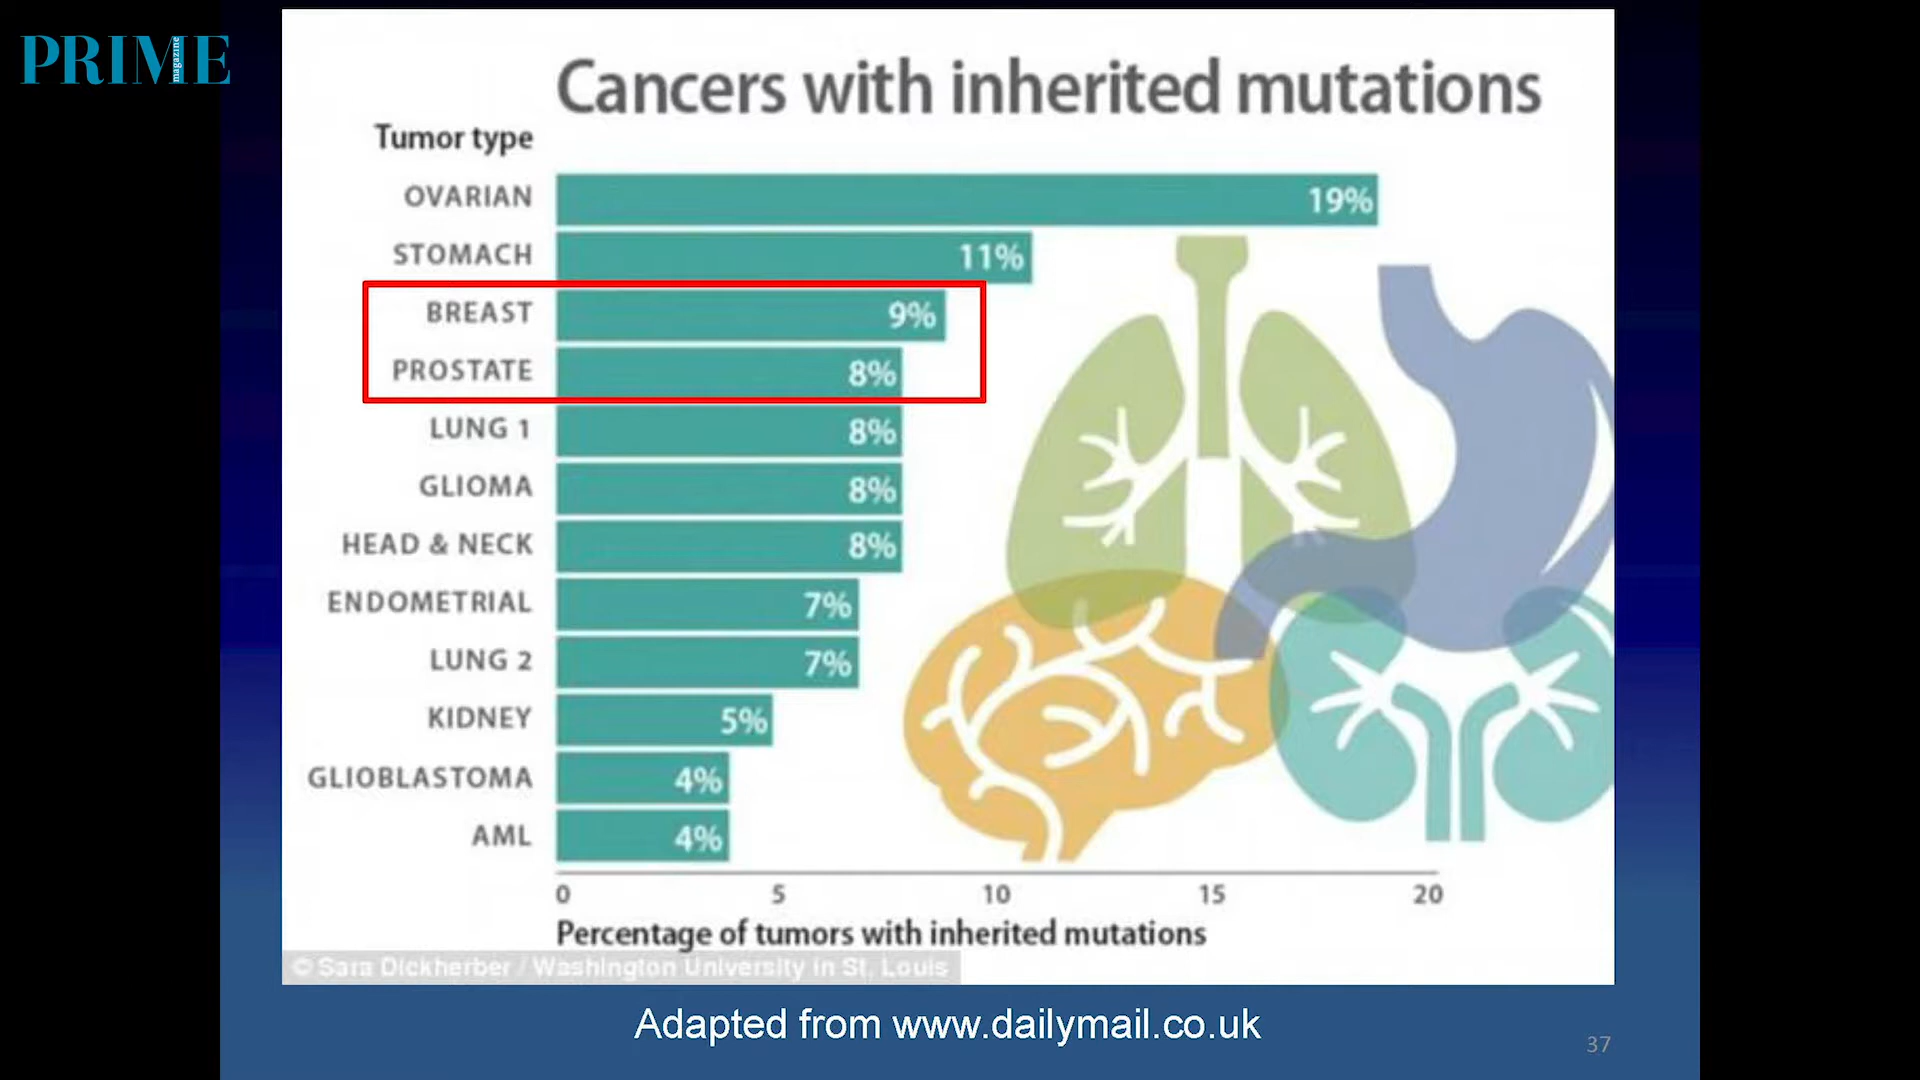 PRIME
magazine
Cancers with inherited mutations
Tumor type
OVARIAN 19%
STOMACH 11%
BREAST 9%
PROSTATE 8%
LUNG 1 8%
GLIOMA 8%
HEAD & NECK 8%
ENDOMETRIAL 7%
LUNG 2 7%
KIDNEY 5%
GLIOBLASTOMA 4%
AML 4%
0 5 10 15 20
Percentage of tumors with inherited mutations
© Sara Dickherber / Washington University in St. Louis
Adapted from www.dailymail.co.uk
37